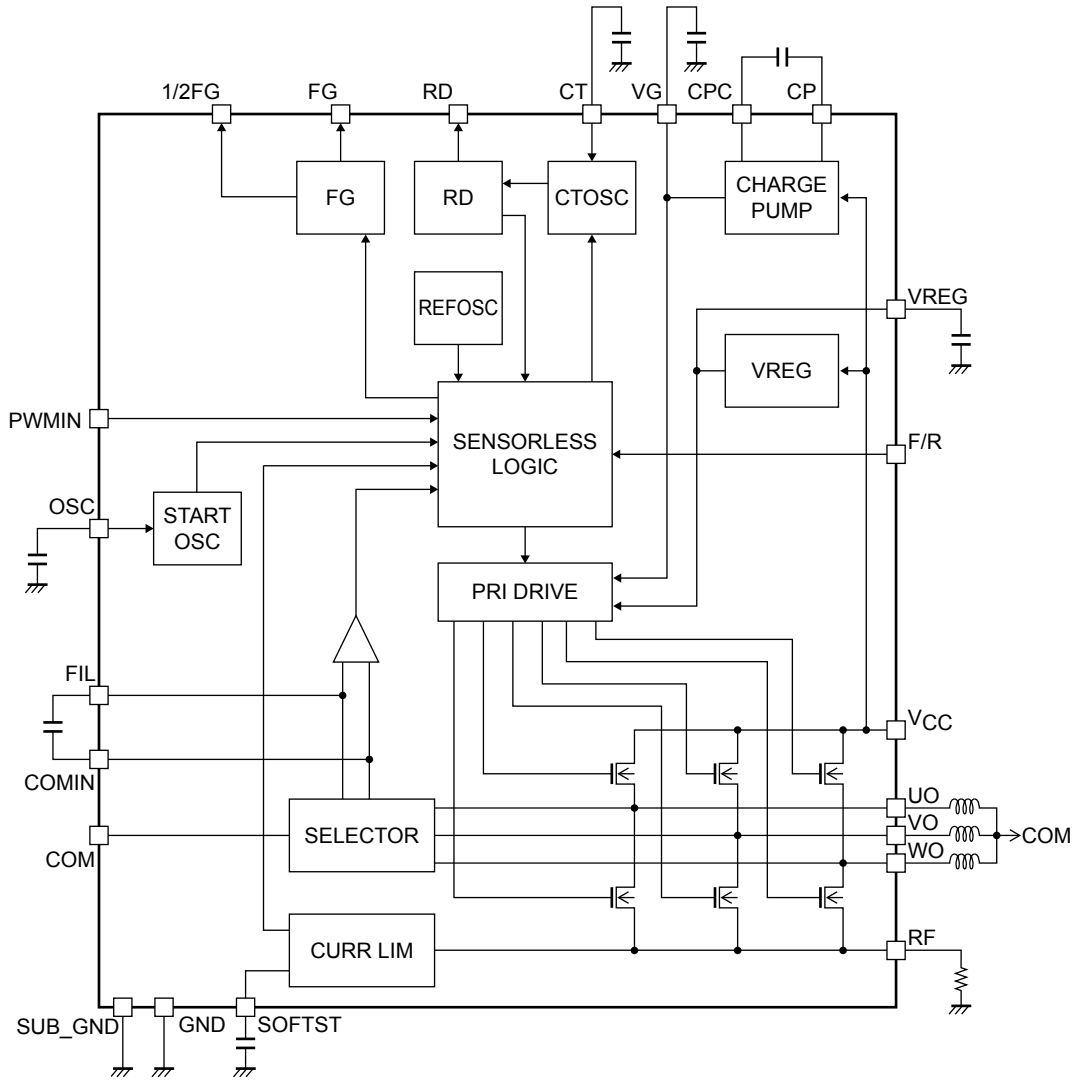 1/2FG
FG
RD
CT
VG
CPC
CP
FG
RD
CTOSC
CHARGE
PUMP
REFOSC
VREG
VREG
PWMIN
SENSORLESS
LOGIC
F/R
OSC
START
OSC
PRI DRIVE
FIL
VCC
COMIN
UO
SELECTOR
VO
COM
COM
WO
CURR LIM
RF
SUB_GND
GND
SOFTST